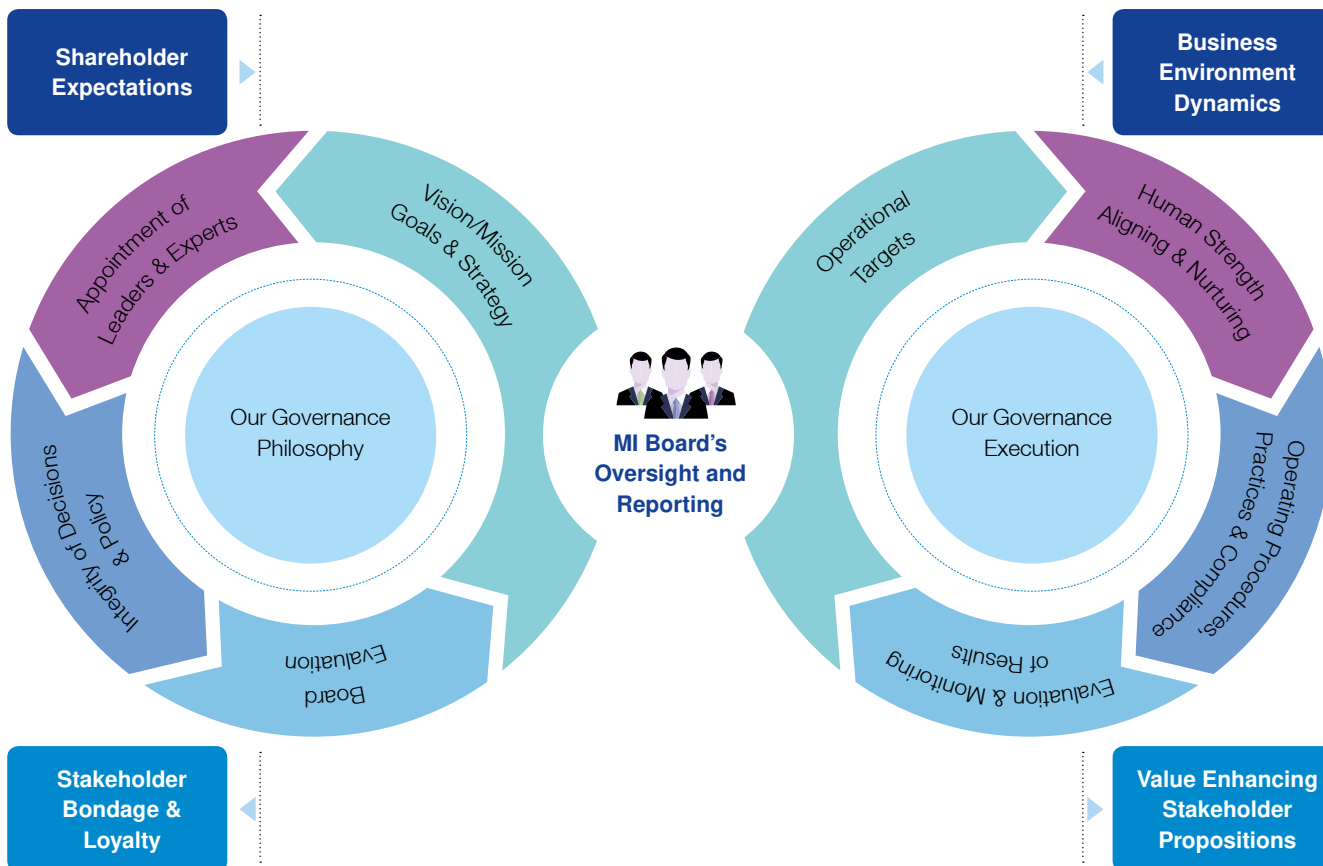 Shareholder
Expectations
Business
Environment
Dynamics
Appointment of
Leaders & Experts
Vision/Mission
Goals & Strategy
Operational
Targets
Human Strength
Aligning & Nurturing
Our Governance
Philosophy
MI Board's
Oversight and
Reporting
Our Governance
Execution
Integrity of Decisions
& Policy
Operating Procedures,
Practices & Compliance
Board
Evaluation
Evaluation & Monitoring
of Results
Stakeholder
Bondage &
Loyalty
Value Enhancing
Stakeholder
Propositions